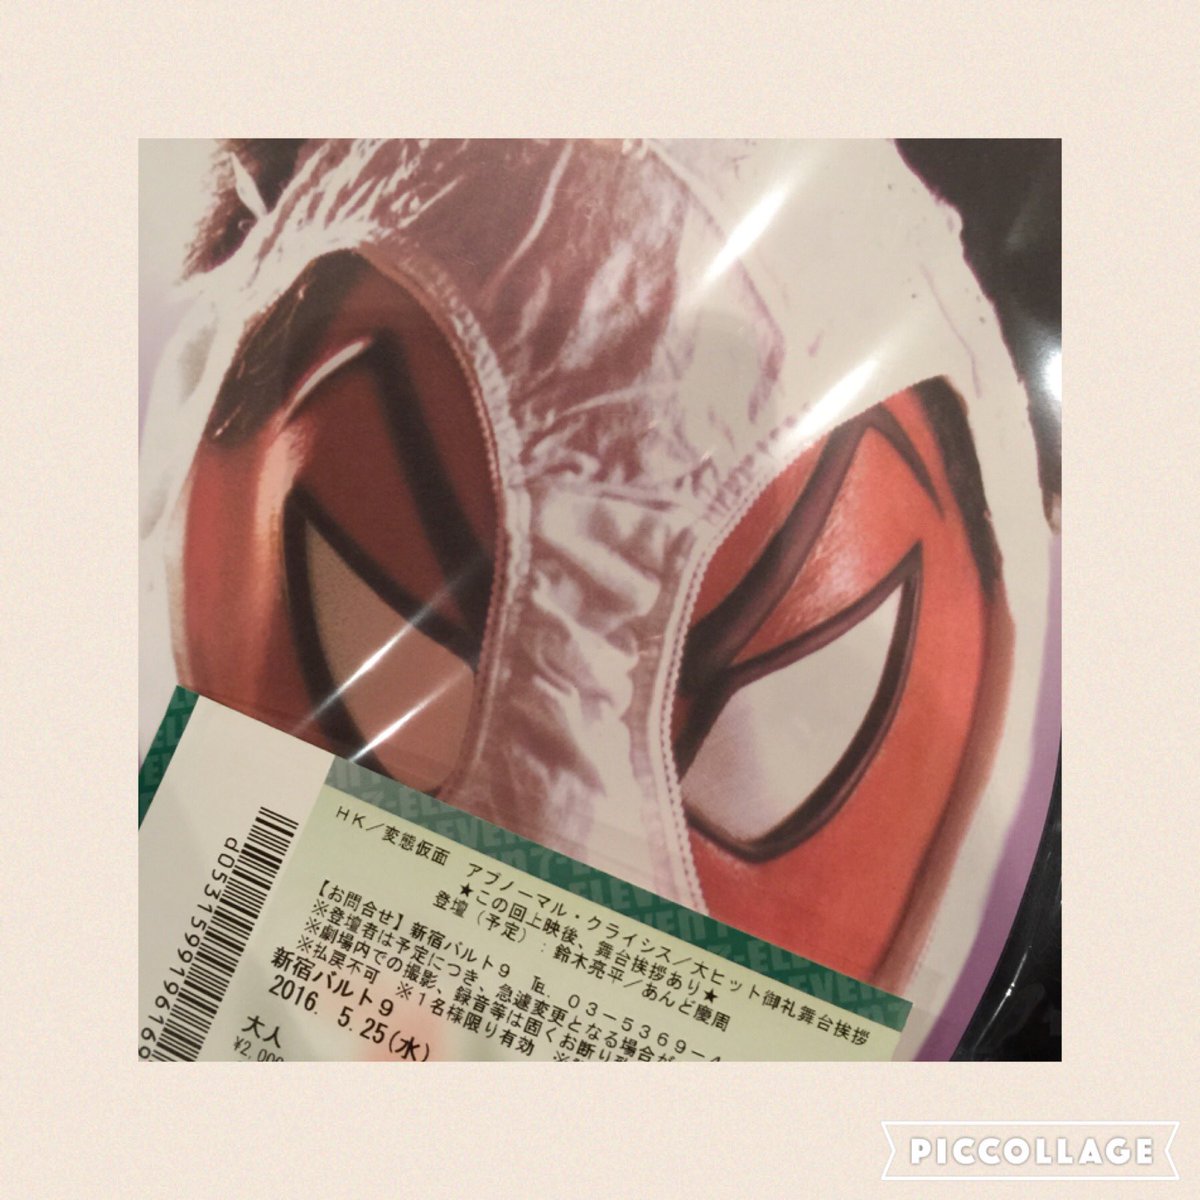 HK／変態仮面　アブノーマル・クライシス／大ヒット御礼舞台挨拶
★この回上映後、舞台挨拶あり★
登壇（予定）：鈴木亮平／あんど慶周
【お問合せ】新宿バルト９　℡．０３－５３６９－４
※登壇者は予定につき、急遽変更となる場合が
※劇場内での撮影、録音等は固くお断り
※払戻不可　※１名様限り有効
新宿バルト９
2016. 5.25(水)
大人
¥2,000
d053159919616
7-ELEVEN
PICCOLLAGE